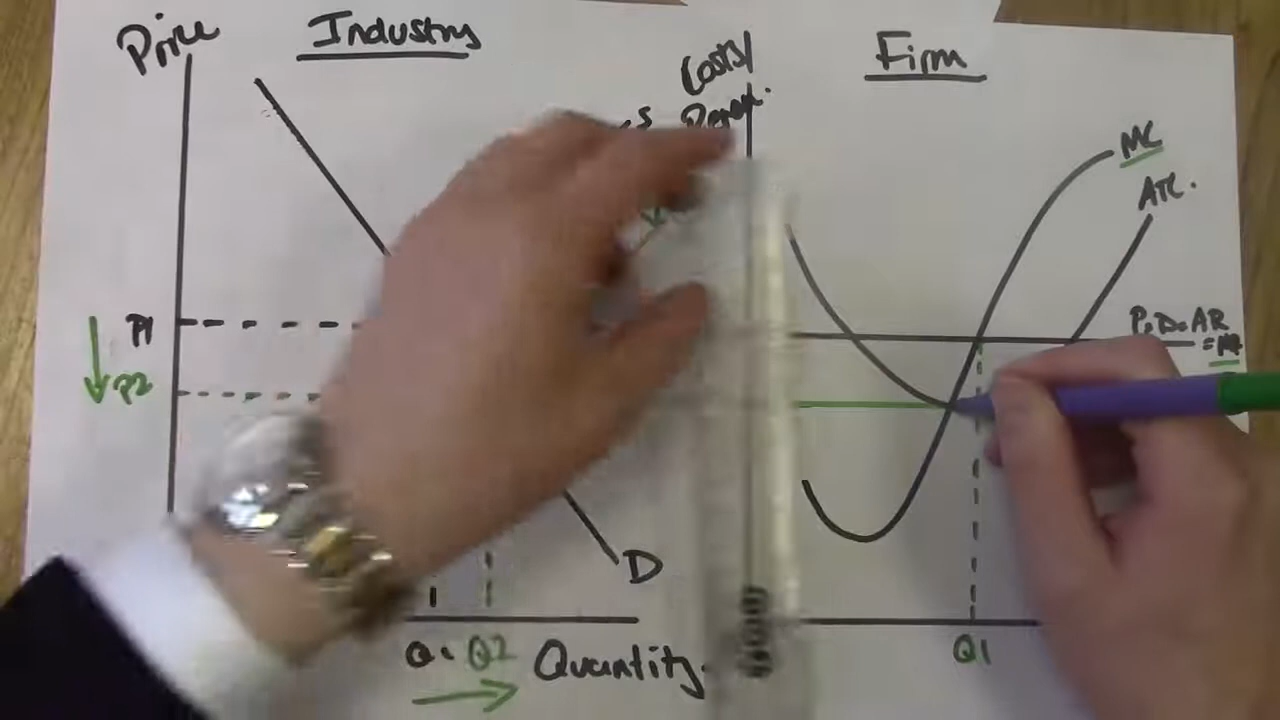 Price
Industry
S
Costs/
Firm
MC
ATC.
P=D=AR
P1
P2
D
Q1
Q2
Quantity.
Q1